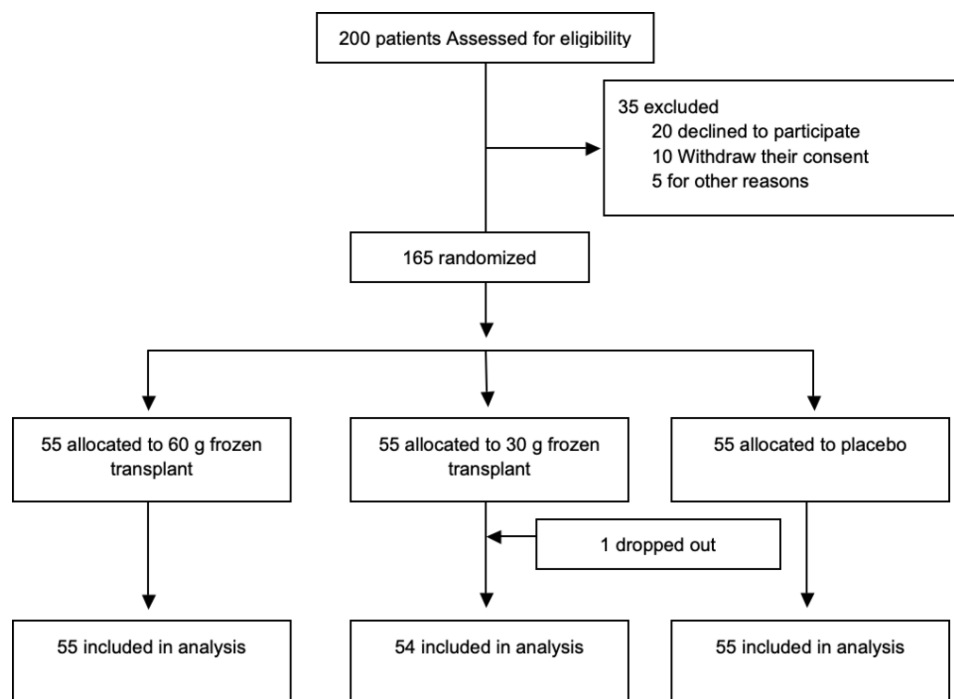 200 patients Assessed for eligibility
35 excluded
20 declined to participate
10 Withdraw their consent
5 for other reasons
165 randomized
55 allocated to 60 g frozen
transplant
55 allocated to 30 g frozen
transplant
55 allocated to placebo
1 dropped out
55 included in analysis
54 included in analysis
55 included in analysis